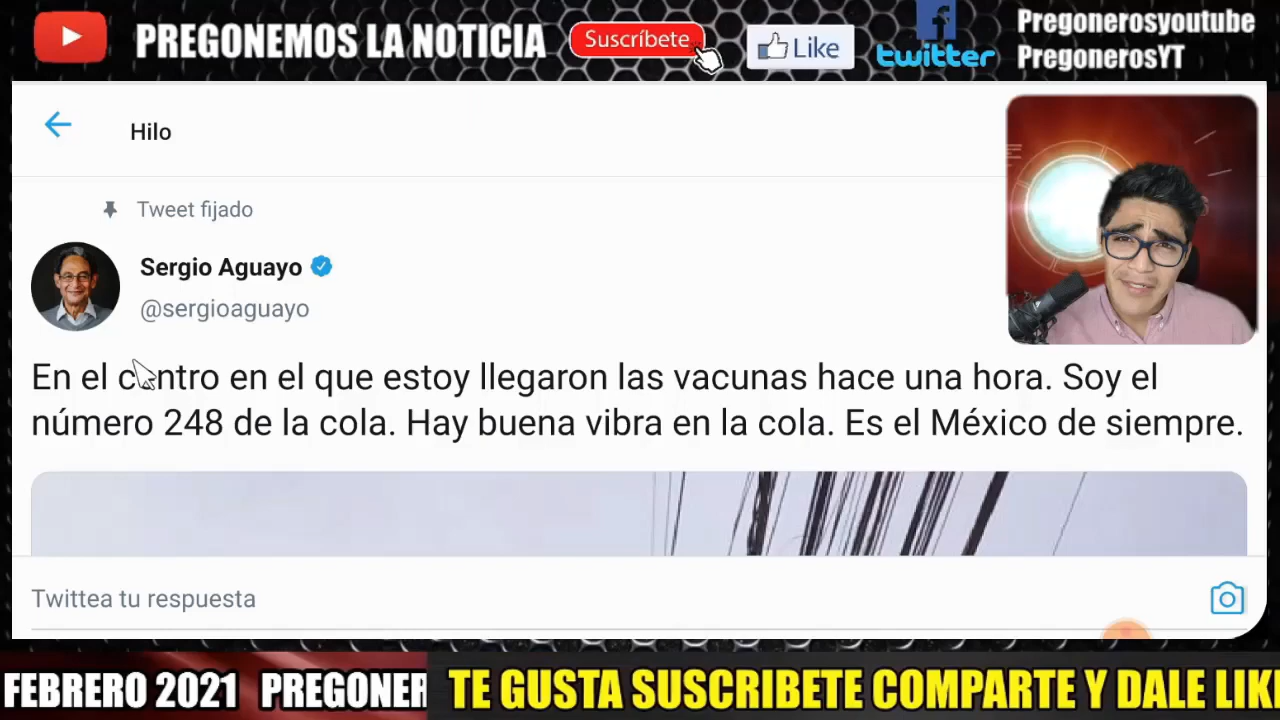 PREGONEMOS LA NOTICIA
Suscríbete
Like
twitter
Pregonerosyoutube
PregonerosYT
Hilo
Tweet fijado
Sergio Aguayo
@sergioaguayo
En el centro en el que estoy llegaron las vacunas hace una hora. Soy el
número 248 de la cola. Hay buena vibra en la cola. Es el México de siempre.
Twittea tu respuesta
FEBRERO 2021 PREGONER
TE GUSTA SUSCRIBETE COMPARTE Y DALE LIK